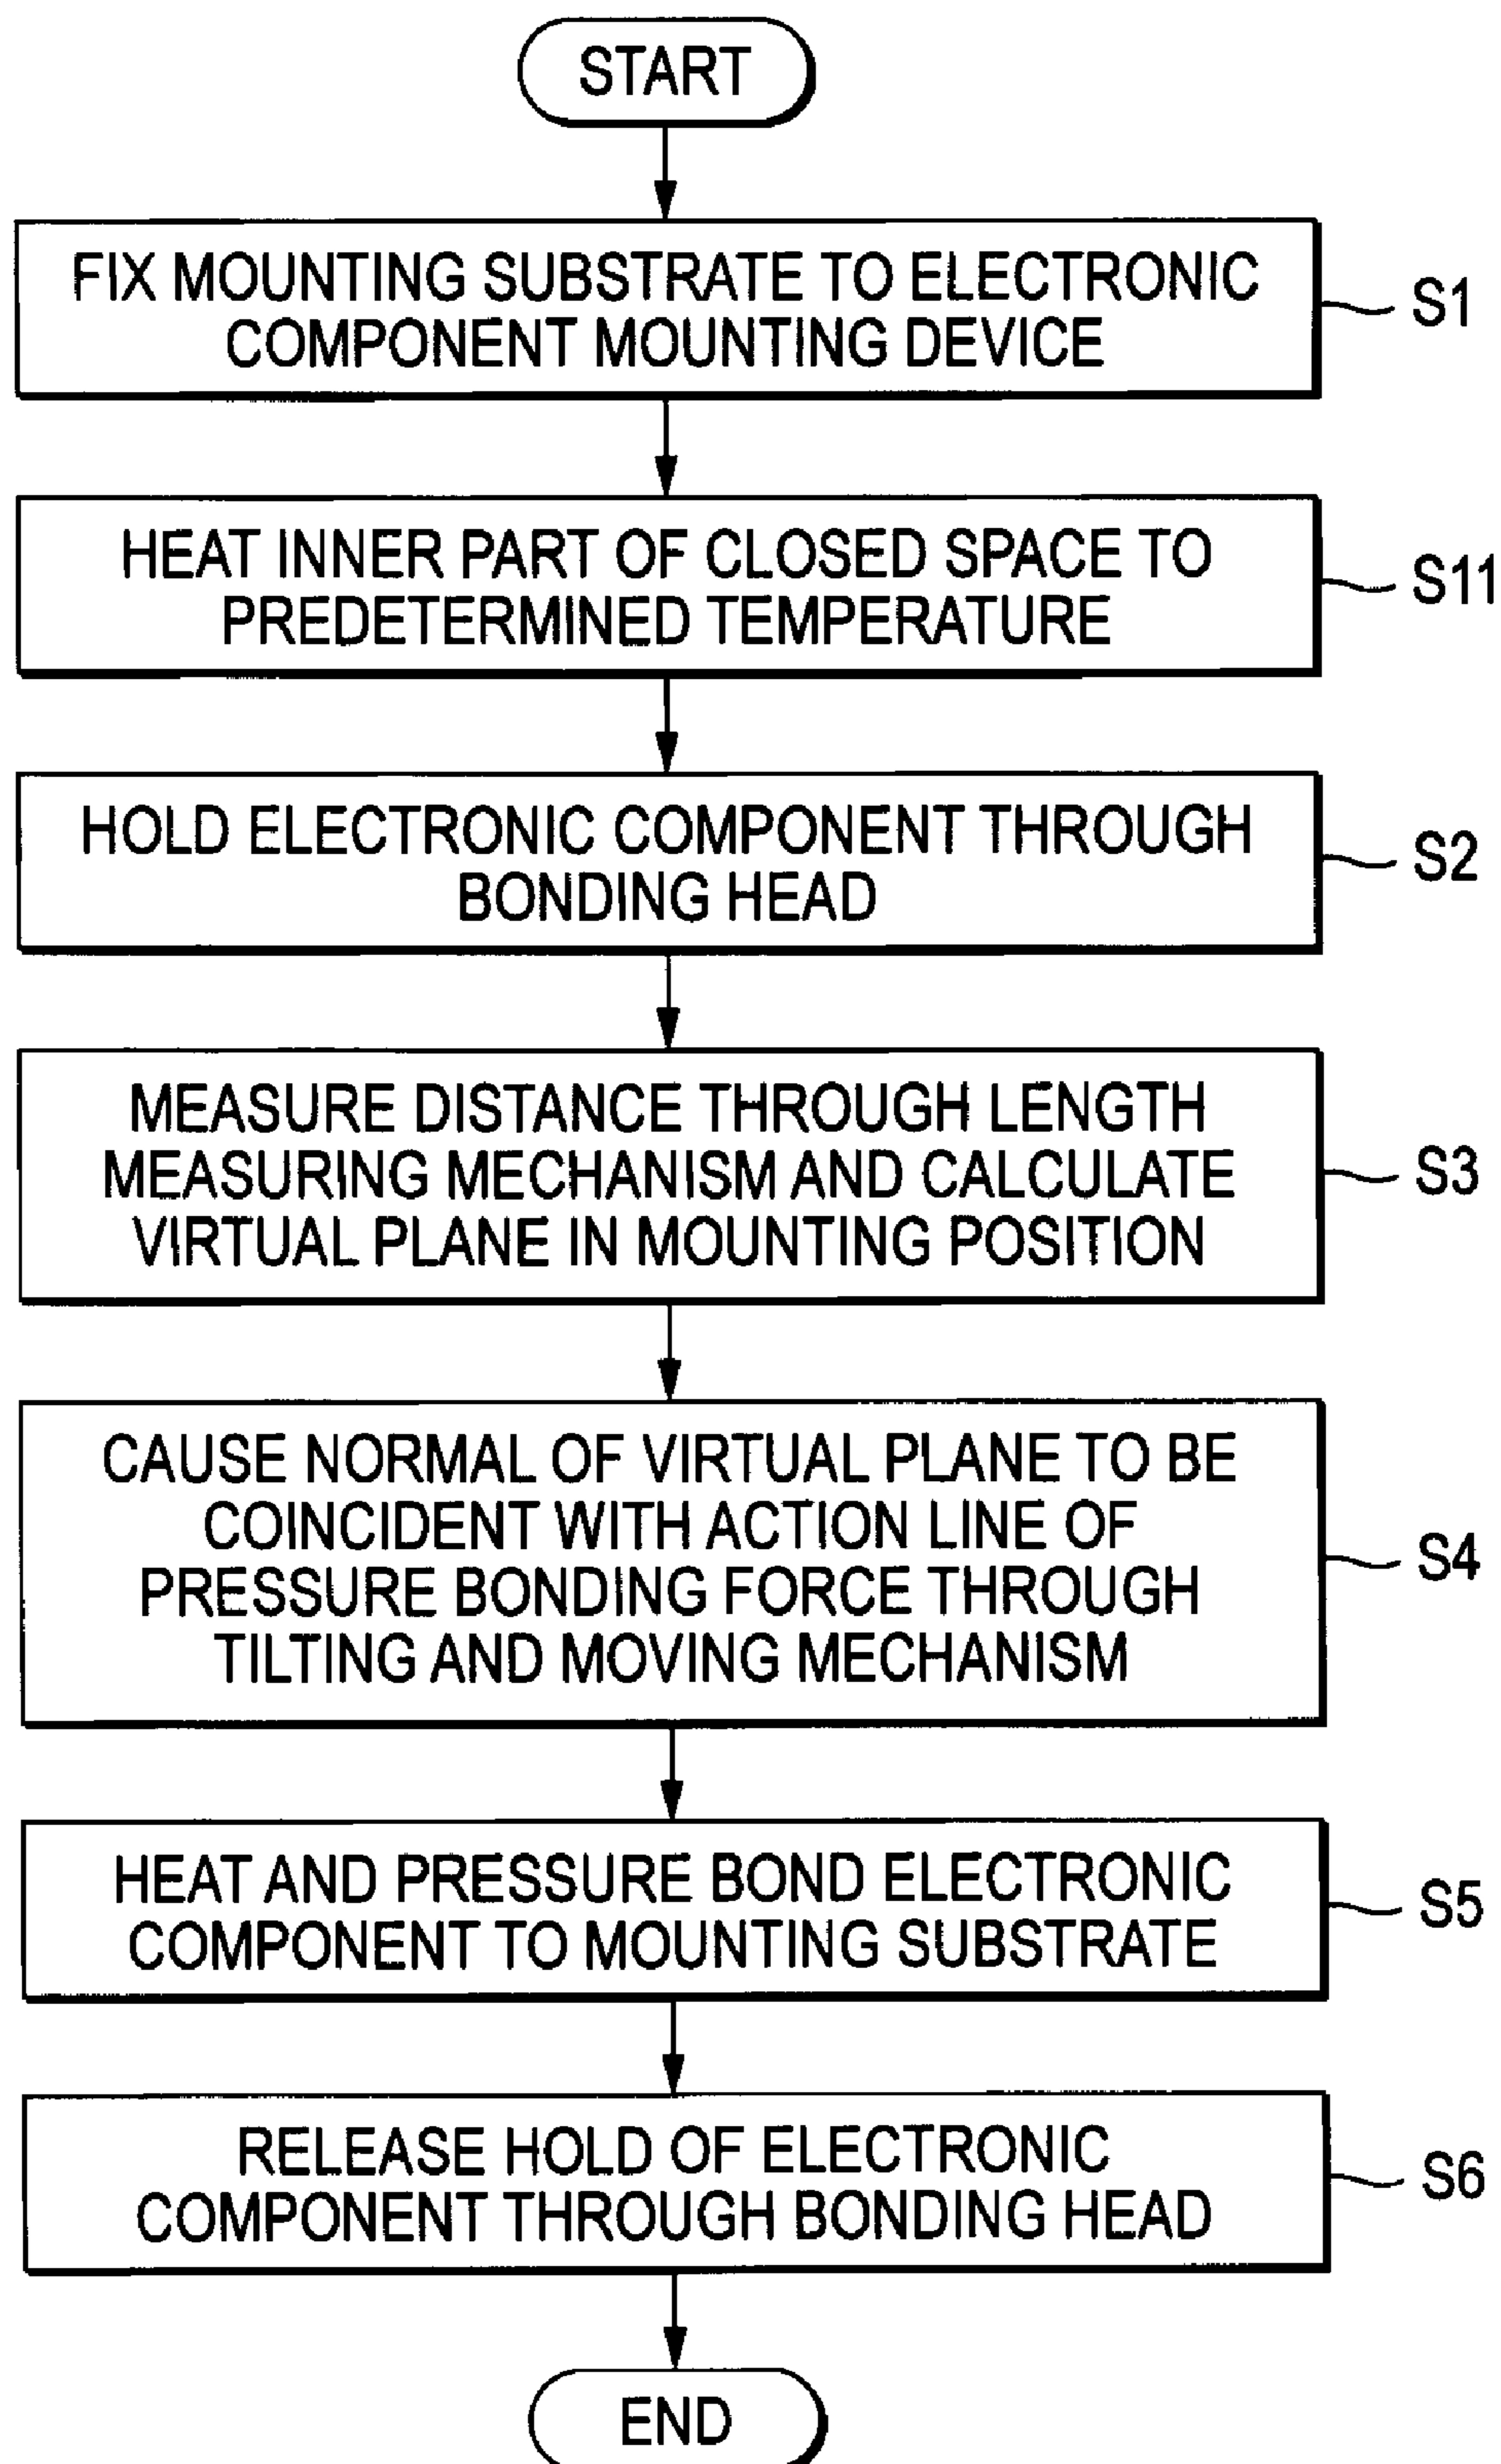 START
FIX MOUNTING SUBSTRATE TO ELECTRONIC
COMPONENT MOUNTING DEVICE
S1
HEAT INNER PART OF CLOSED SPACE TO
PREDETERMINED TEMPERATURE
S11
HOLD ELECTRONIC COMPONENT THROUGH
BONDING HEAD
S2
MEASURE DISTANCE THROUGH LENGTH
MEASURING MECHANISM AND CALCULATE
VIRTUAL PLANE IN MOUNTING POSITION
S3
CAUSE NORMAL OF VIRTUAL PLANE TO BE
COINCIDENT WITH ACTION LINE OF
PRESSURE BONDING FORCE THROUGH
TILTING AND MOVING MECHANISM
S4
HEAT AND PRESSURE BOND ELECTRONIC
COMPONENT TO MOUNTING SUBSTRATE
S5
RELEASE HOLD OF ELECTRONIC
COMPONENT THROUGH BONDING HEAD
S6
END